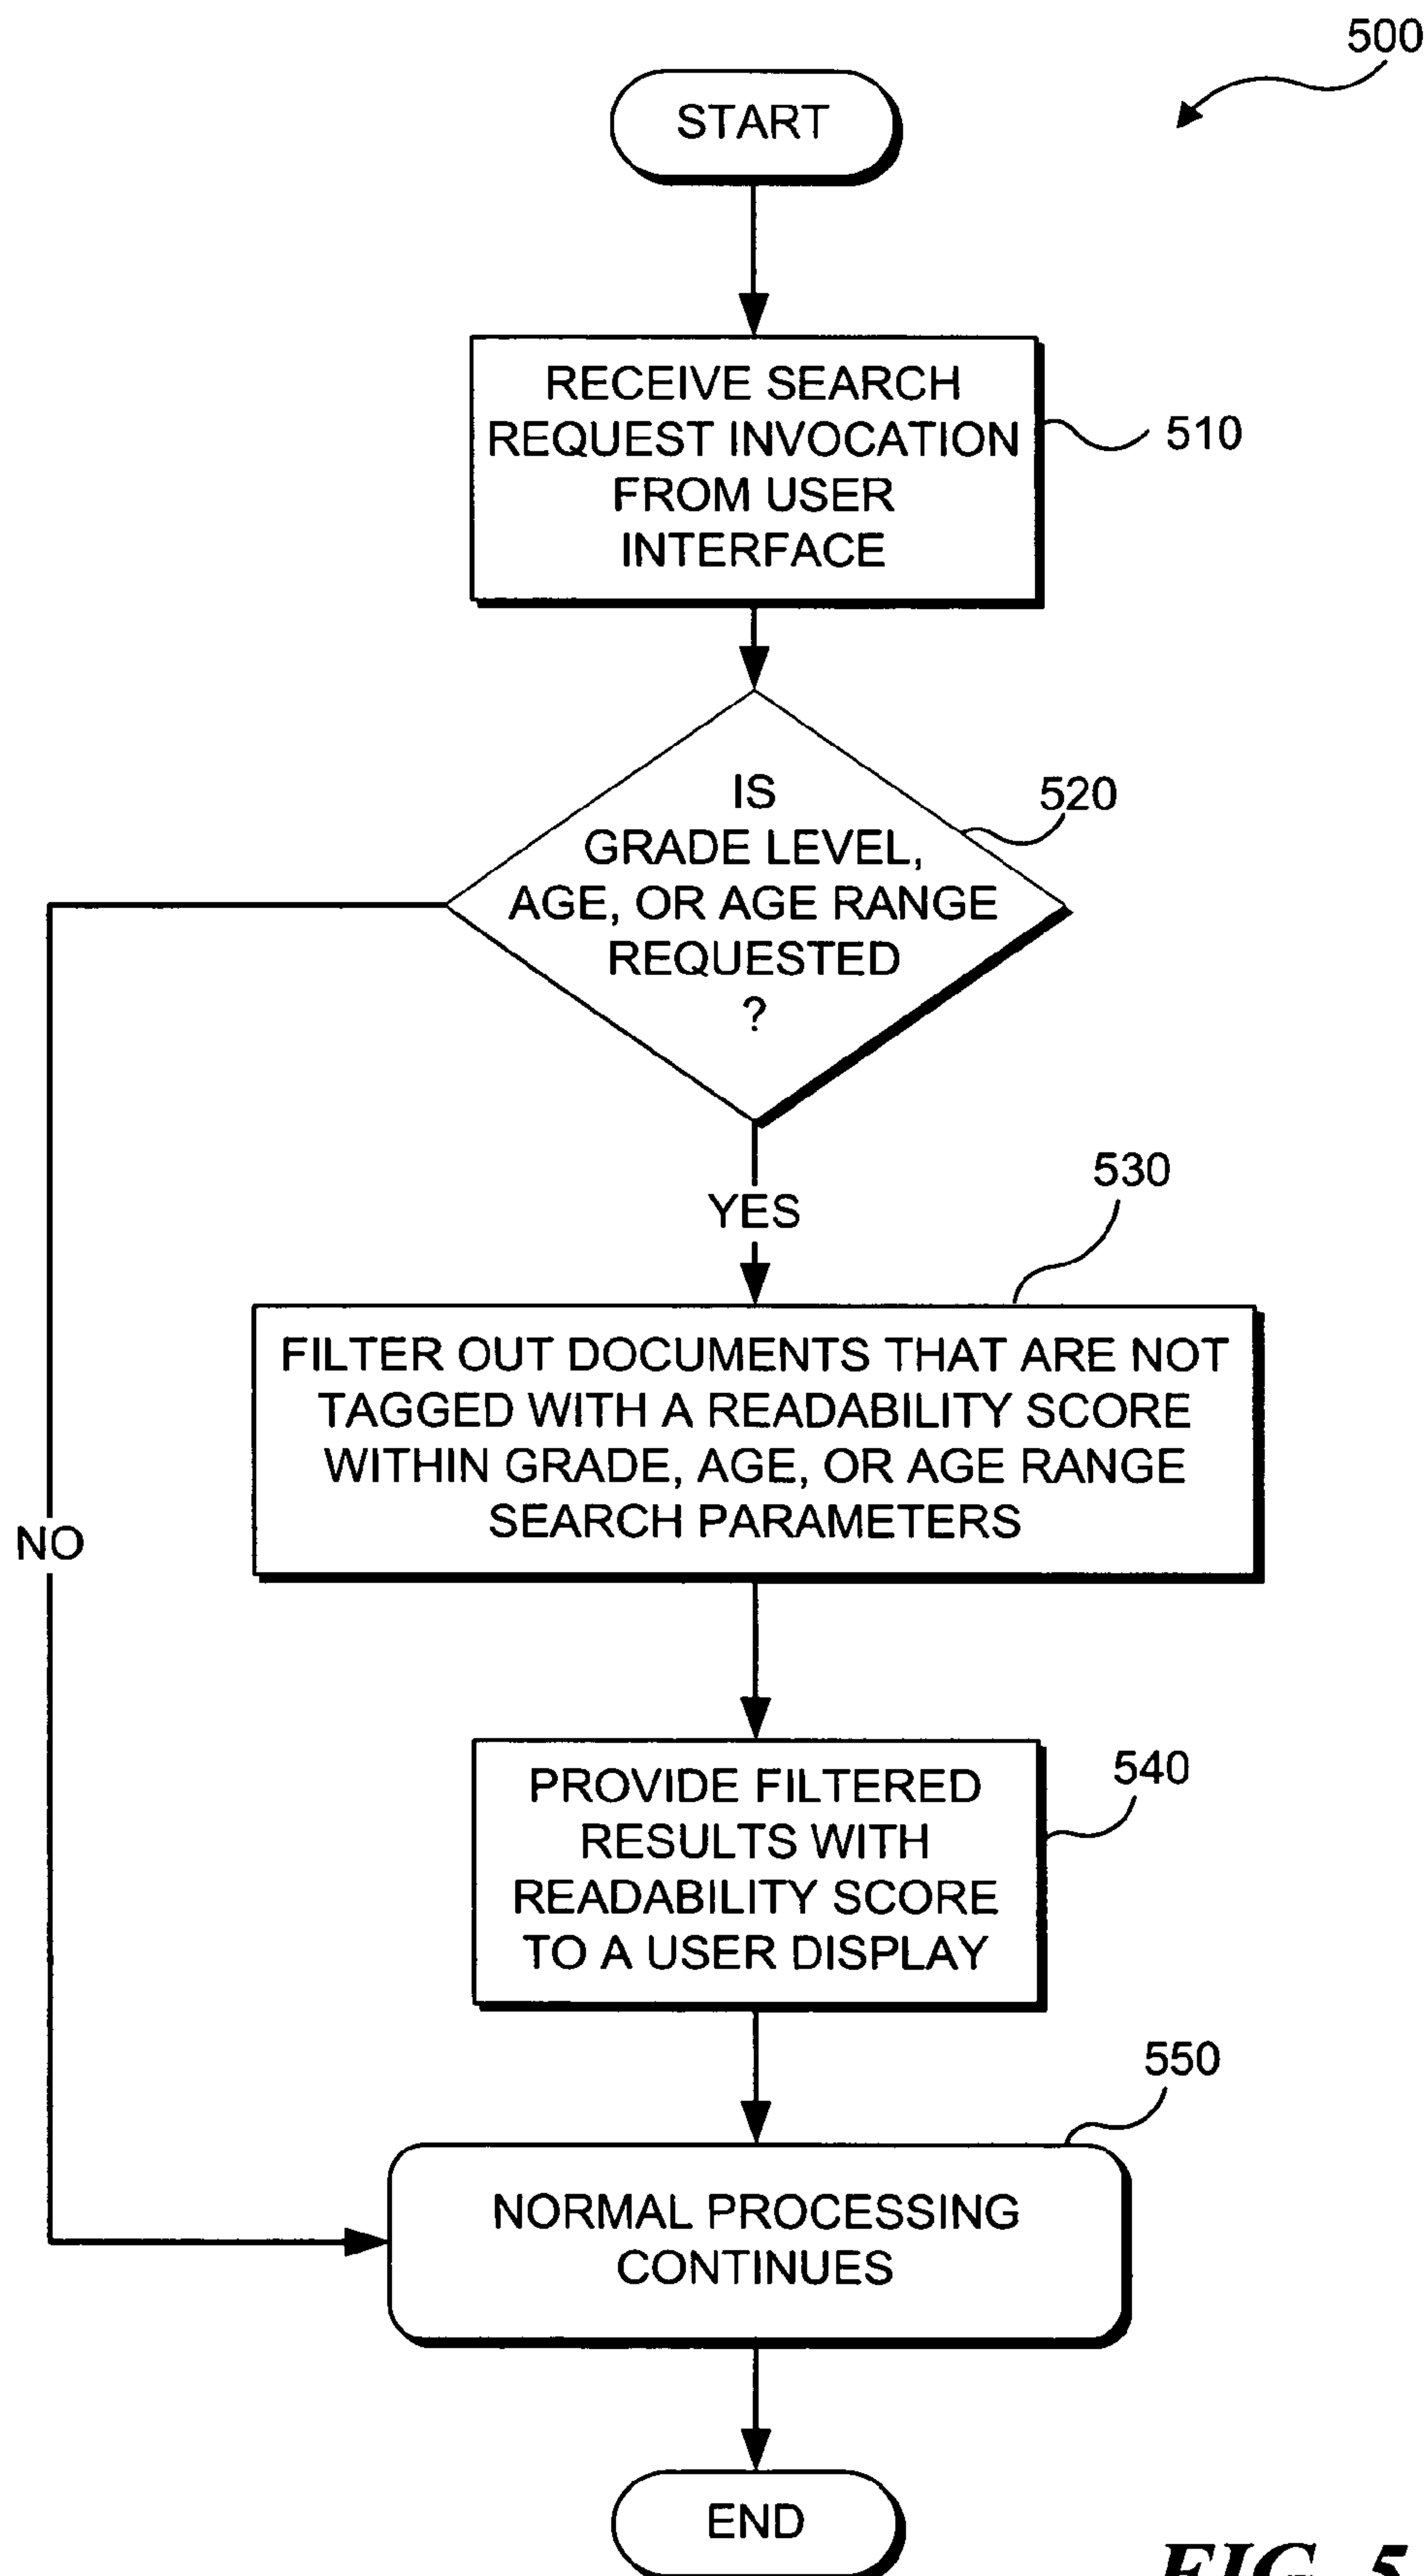 500
START
RECEIVE SEARCH
REQUEST INVOCATION
FROM USER
INTERFACE
510
IS
GRADE LEVEL,
AGE, OR AGE RANGE
REQUESTED
?
520
YES
NO
530
FILTER OUT DOCUMENTS THAT ARE NOT
TAGGED WITH A READABILITY SCORE
WITHIN GRADE, AGE, OR AGE RANGE
SEARCH PARAMETERS
PROVIDE FILTERED
RESULTS WITH
READABILITY SCORE
TO A USER DISPLAY
540
550
NORMAL PROCESSING
CONTINUES
END
FIG. 5